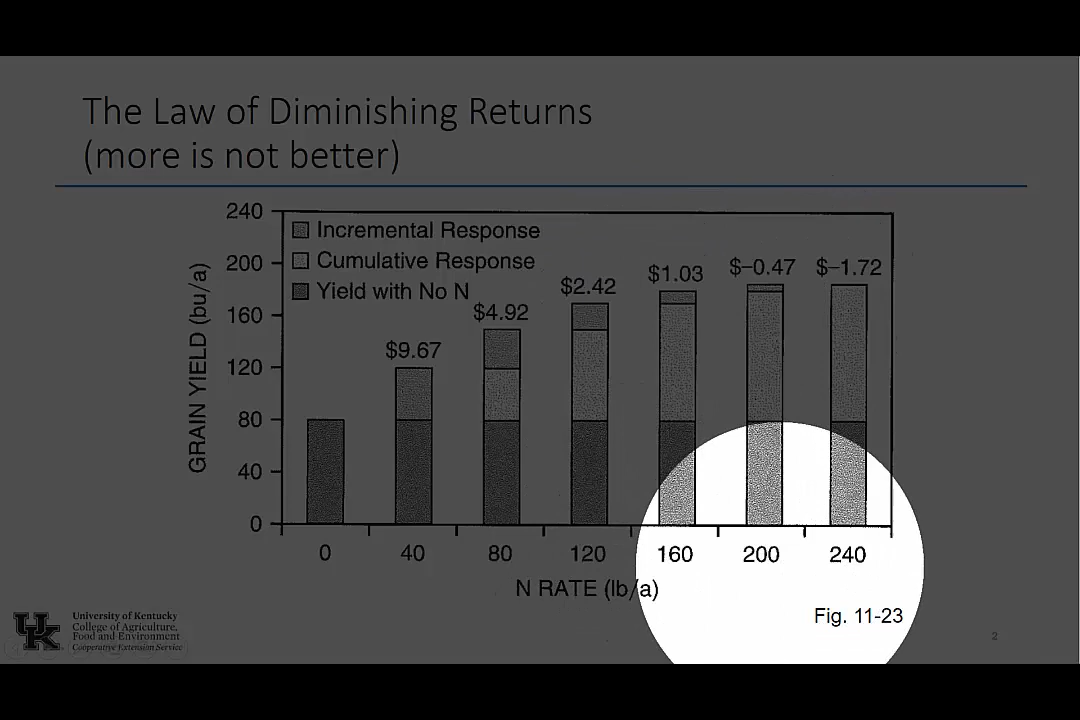 The Law of Diminishing Returns
(more is not better)
240
200
160
120
80
40
0
GRAIN YIELD (bu/a)
Incremental Response
Cumulative Response
Yield with No N
$9.67
$4.92
$2.42
$1.03
$−0.47
$−1.72
0 40 80 120 160 200 240
N RATE (lb/a)
Fig. 11-23
UK
University of Kentucky
College of Agriculture,
Food and Environment
Cooperative Extension Service
2